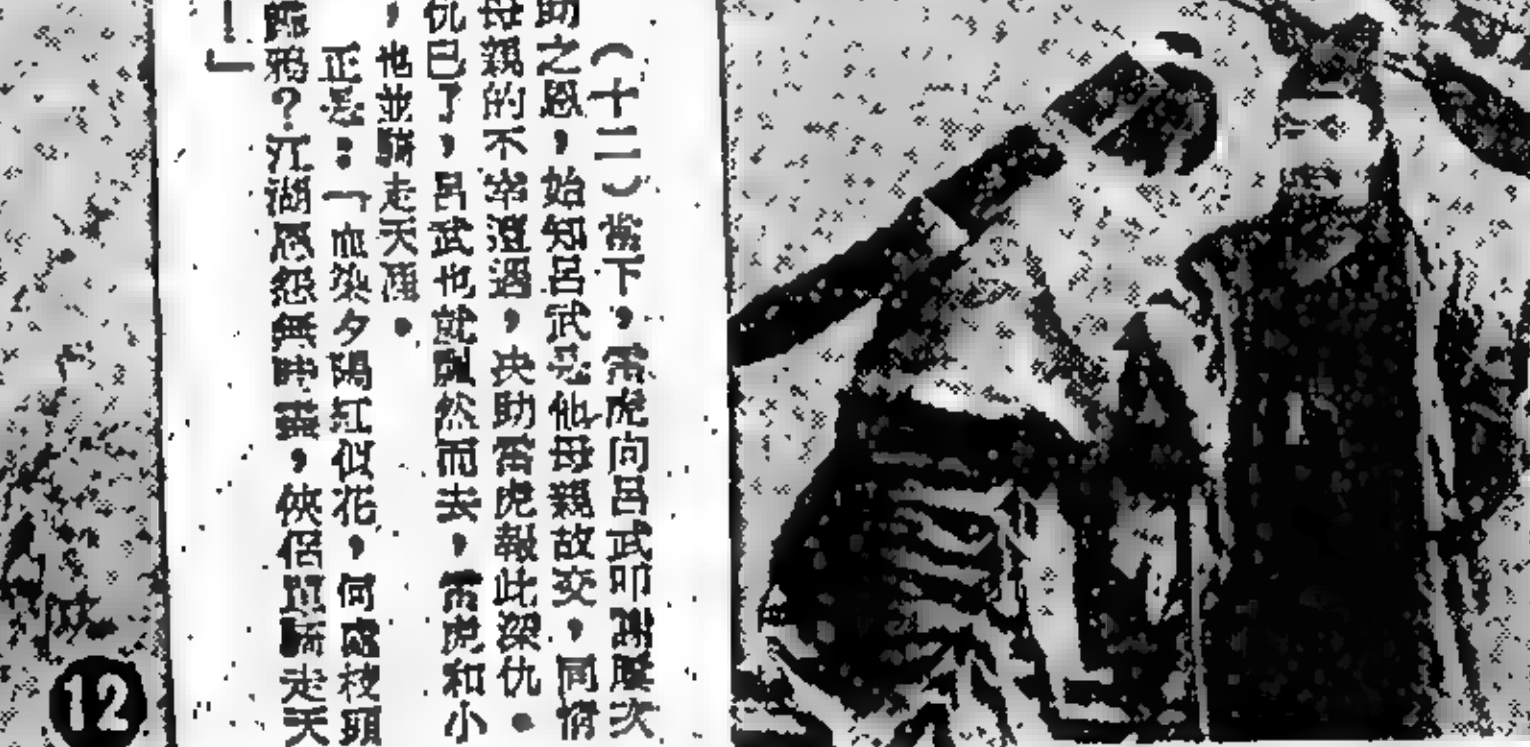 （十二）當下，雷虎向呂武叩謝屢次
助之恩，始知呂武是他母親故交，同情
母親的不幸遭遇，决助雷虎報此深仇。
仇已了，呂武也就飄然而去，雷虎和小
，他並騎走天涯。
正是：「血染夕陽紅似花，何處枝頭
鴉？江湖恩怨無時
，俠侶並騎走天
！」
12